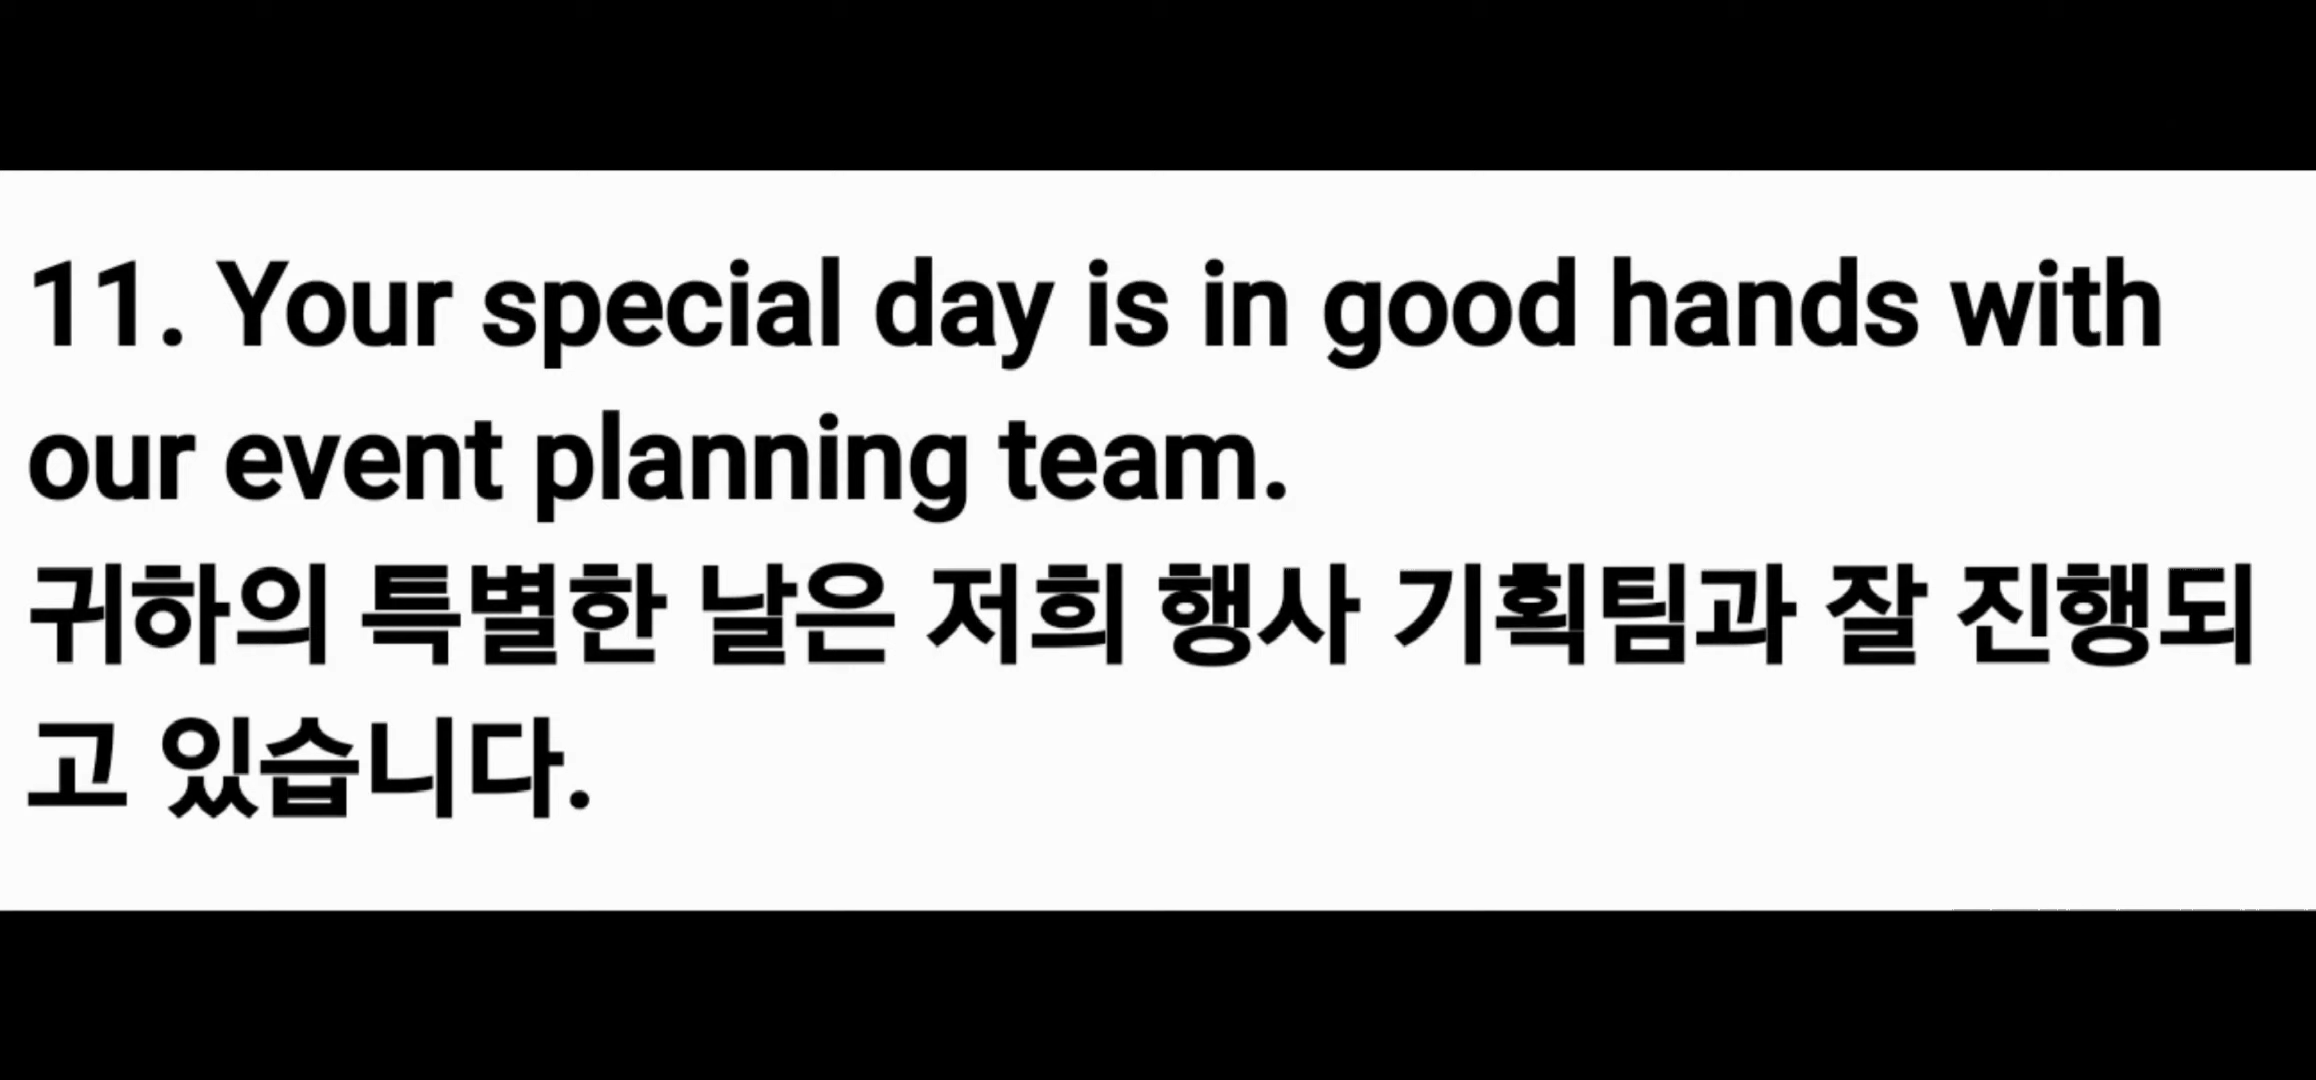 11. Your special day is in good hands with
our event planning team.
귀하의 특별한 날은 저희 행사 기획팀과 잘 진행되
고 있습니다.